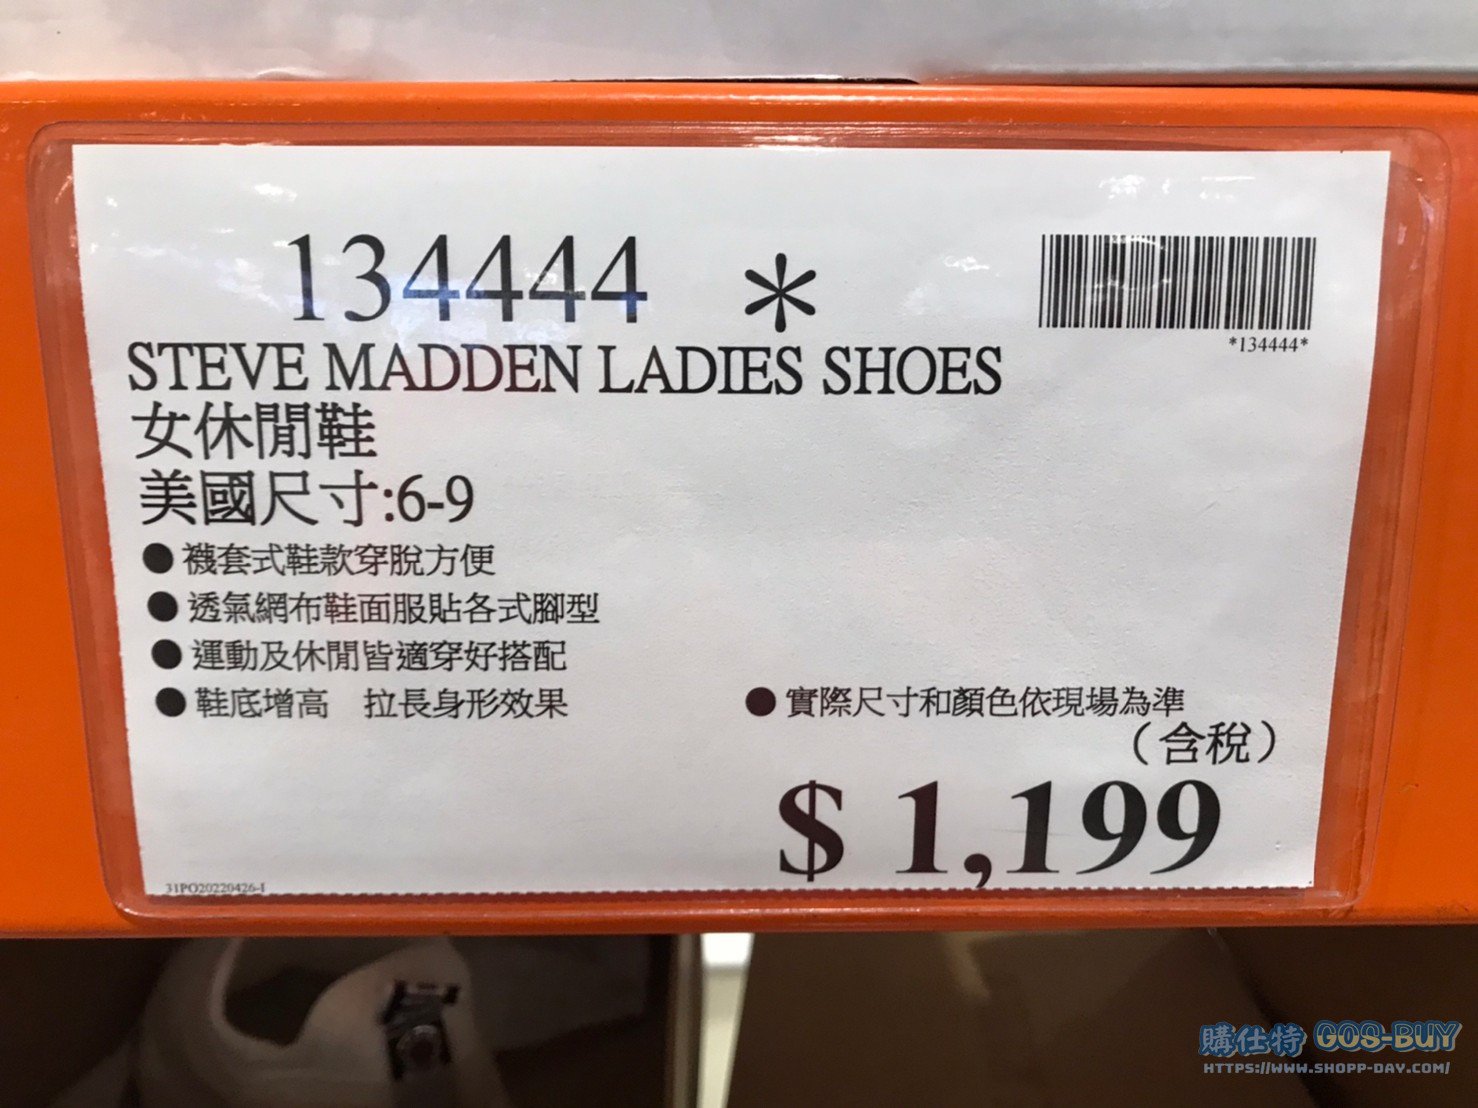 134444 *
*134444*
STEVE MADDEN LADIES SHOES
女休閒鞋
美國尺寸:6-9
● 襪套式鞋款穿脫方便
● 透氣網布鞋面服貼各式腳型
● 運動及休閒皆適穿好搭配
● 鞋底增高　拉長身形效果
● 實際尺寸和顏色依現場為準
（含稅）
$ 1,199
31PO20220426-1
購仕特 GOS-BUY
HTTPS://WWW.SHOPP-DAY.COM/